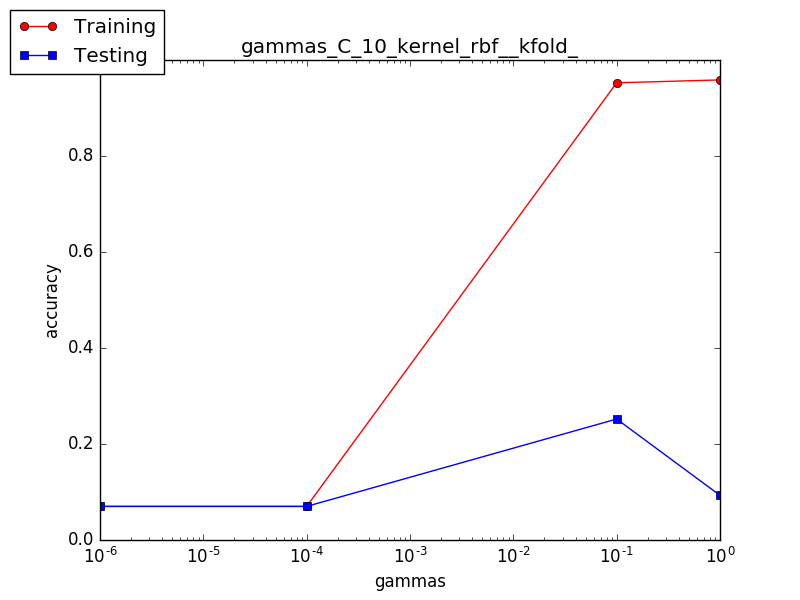 Training
Testing
gammas_C_10_kernel_rbf__kfold_
0.8
0.6
0.4
0.2
0.0
accuracy
10^-6 10^-5 10^-4 10^-3 10^-2 10^-1 10^0
gammas